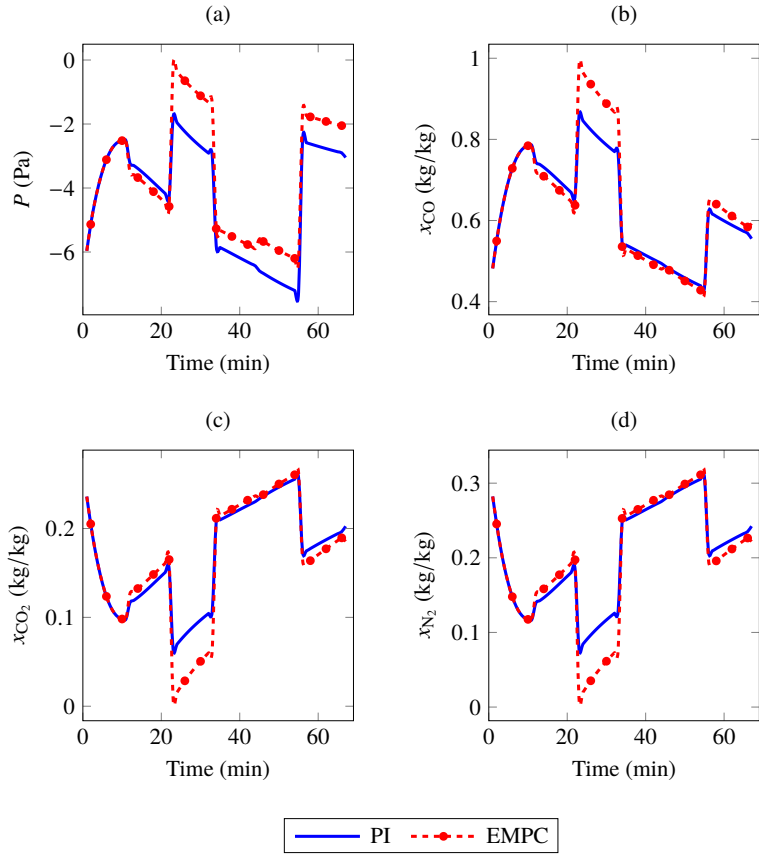 (a)
P (Pa)
0
−2
−4
−6
0 20 40 60
Time (min)
(b)
x_CO (kg/kg)
1
0.8
0.6
0.4
0 20 40 60
Time (min)
(c)
x_CO₂ (kg/kg)
0.2
0.1
0
0 20 40 60
Time (min)
(d)
x_N₂ (kg/kg)
0.3
0.2
0.1
0
0 20 40 60
Time (min)
PI EMPC